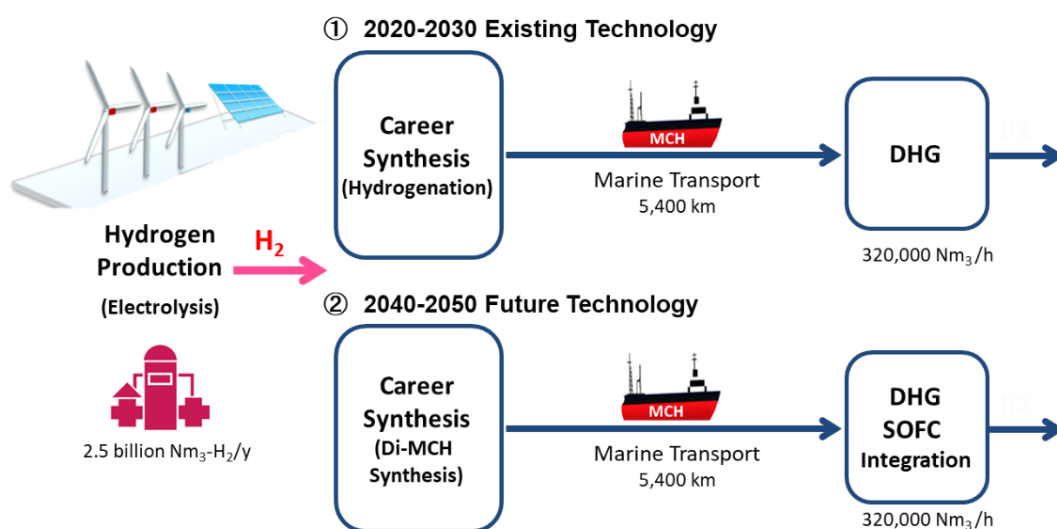 ① 2020-2030 Existing Technology
Career
Synthesis
(Hydrogenation)
MCH
Marine Transport
5,400 km
DHG
H2
320,000 Nm₃/h
Hydrogen
Production
(Electrolysis)
H₂
2.5 billion Nm₃-H₂/y
② 2040-2050 Future Technology
Career
Synthesis
(Di-MCH
Synthesis)
MCH
Marine Transport
5,400 km
DHG
SOFC
Integration
H2
320,000 Nm₃/h